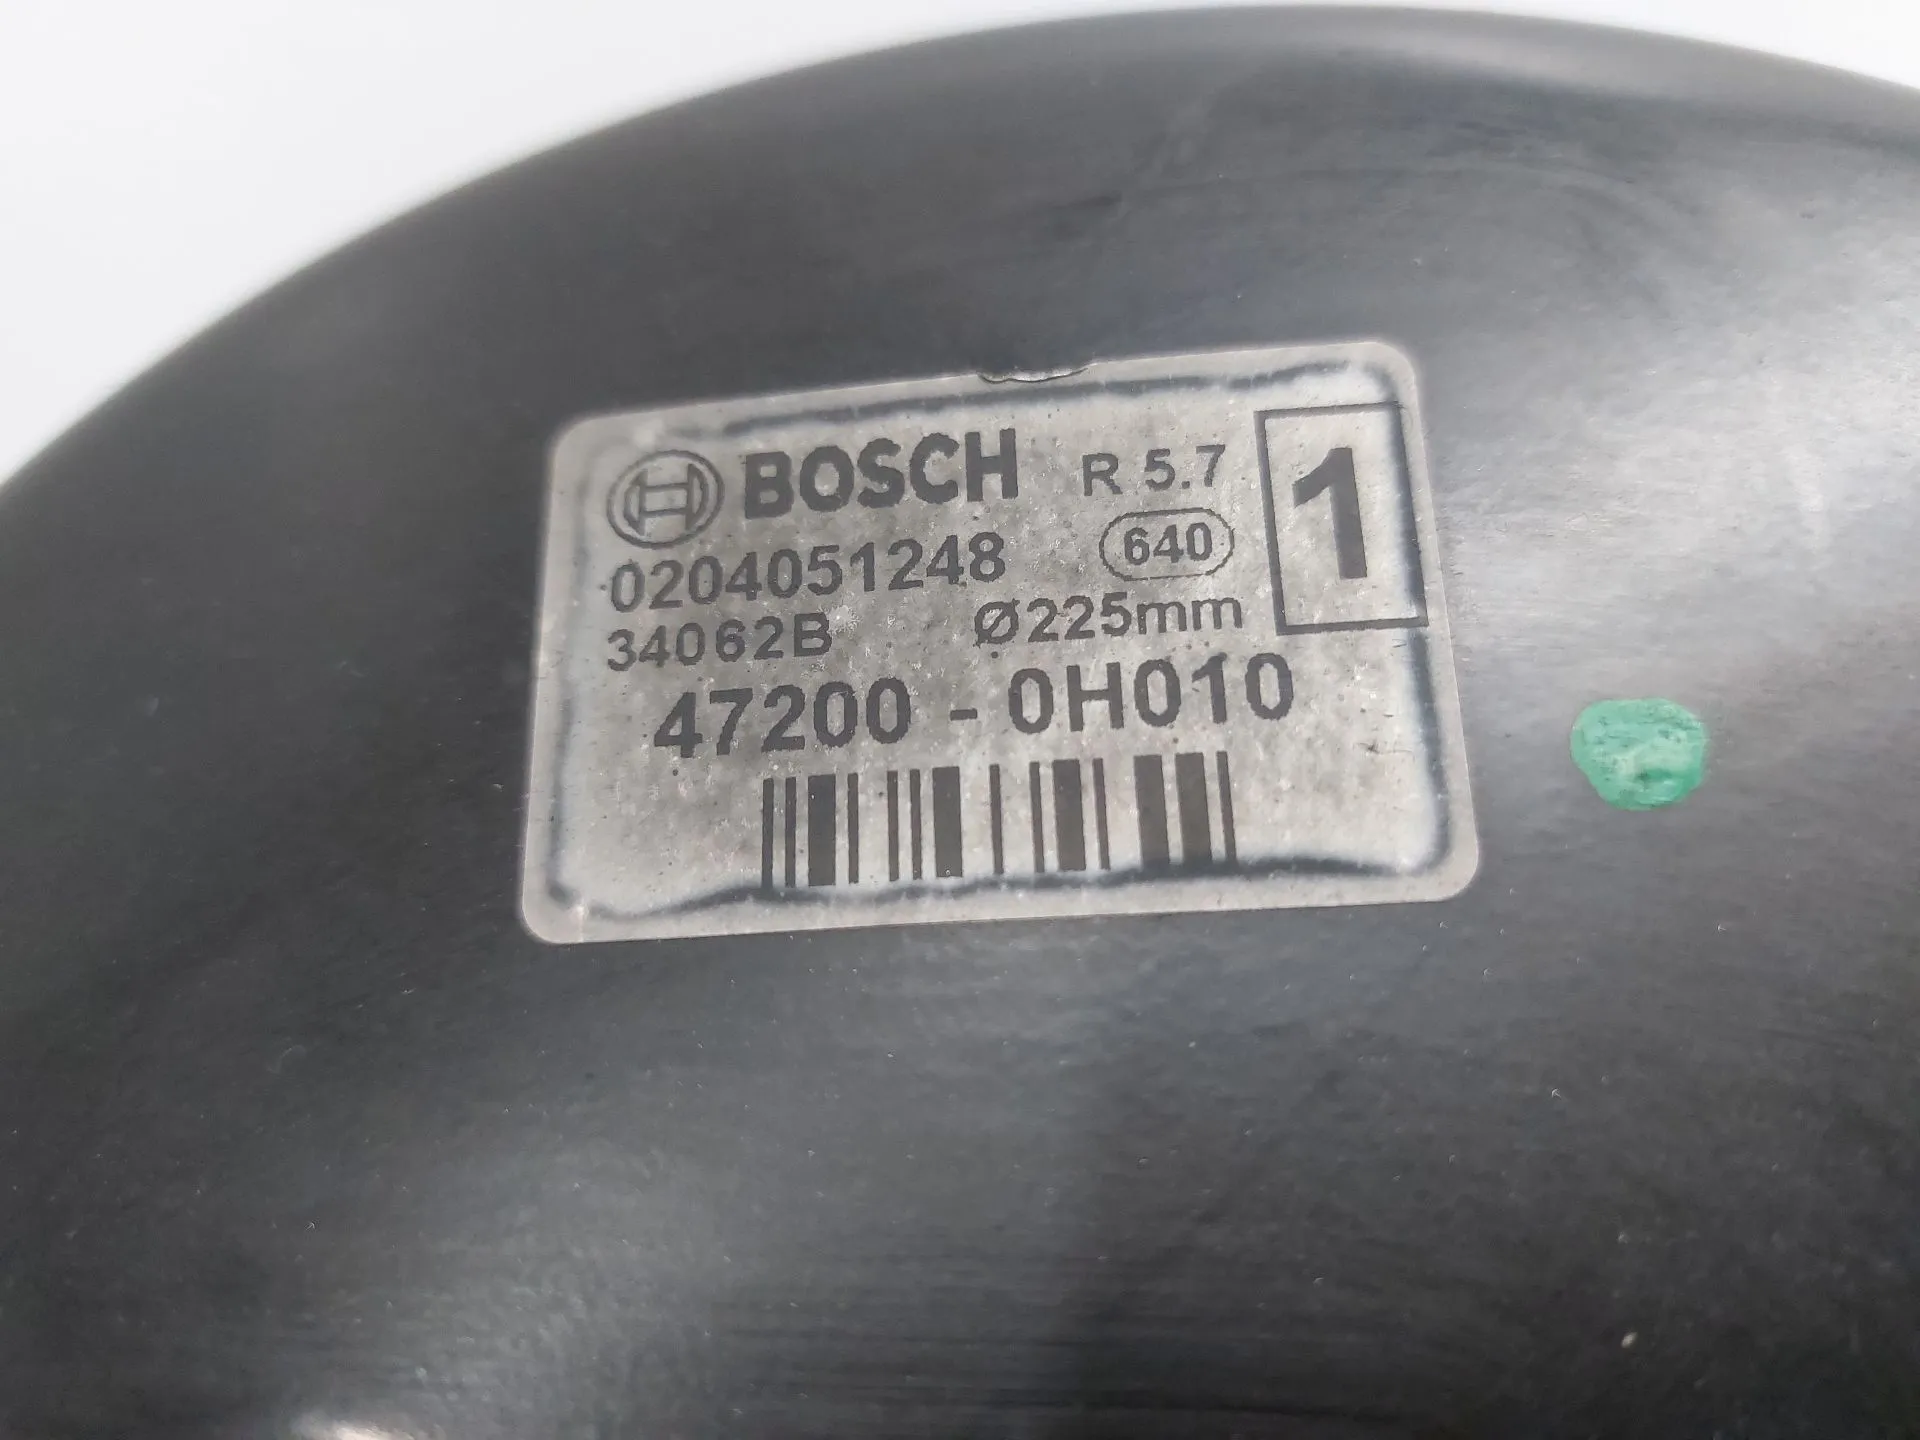 BOSCH R 5.7 1
0204051248 640
34062B Ø225mm
47200 - 0H010